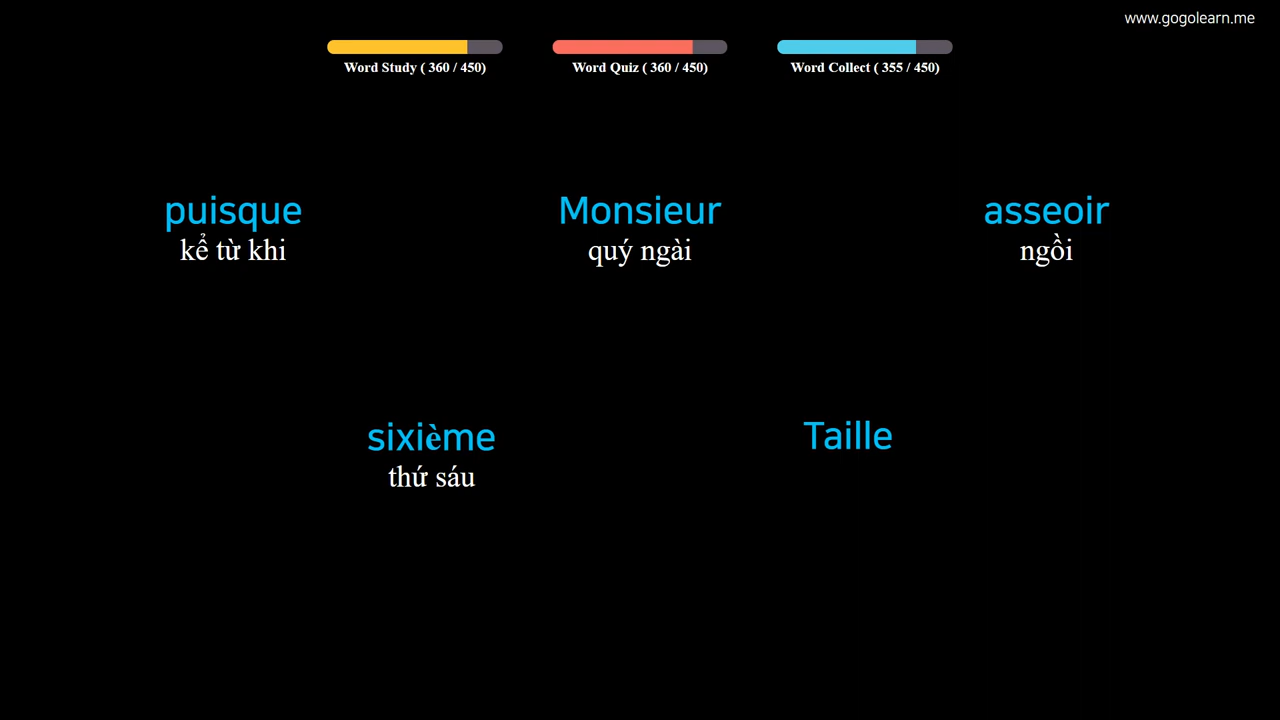 www.gogolearn.me
Word Study ( 360 / 450)
Word Quiz ( 360 / 450)
Word Collect ( 355 / 450)
puisque
kể từ khi
Monsieur
quý ngài
asseoir
ngồi
sixième
thứ sáu
Taille